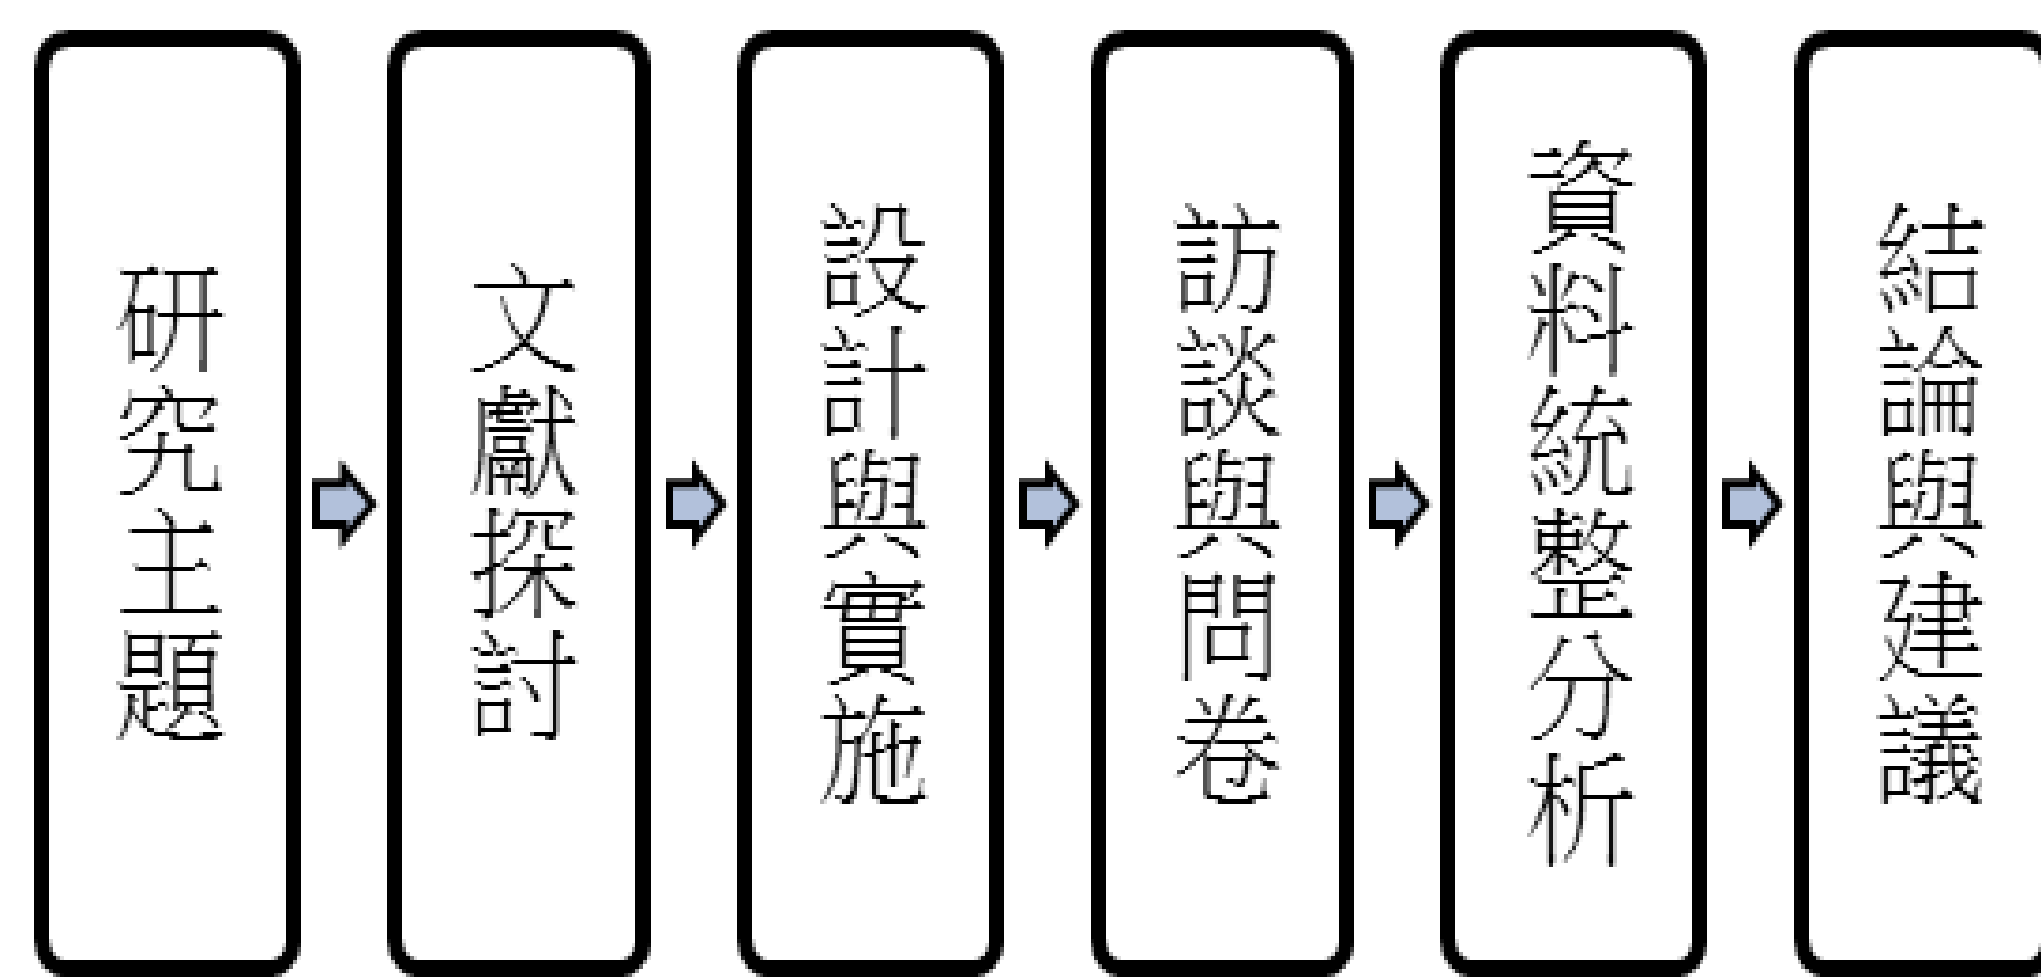 研究主題
文獻探討
設計與實施
訪談與問卷
資料統整分析
結論與建議